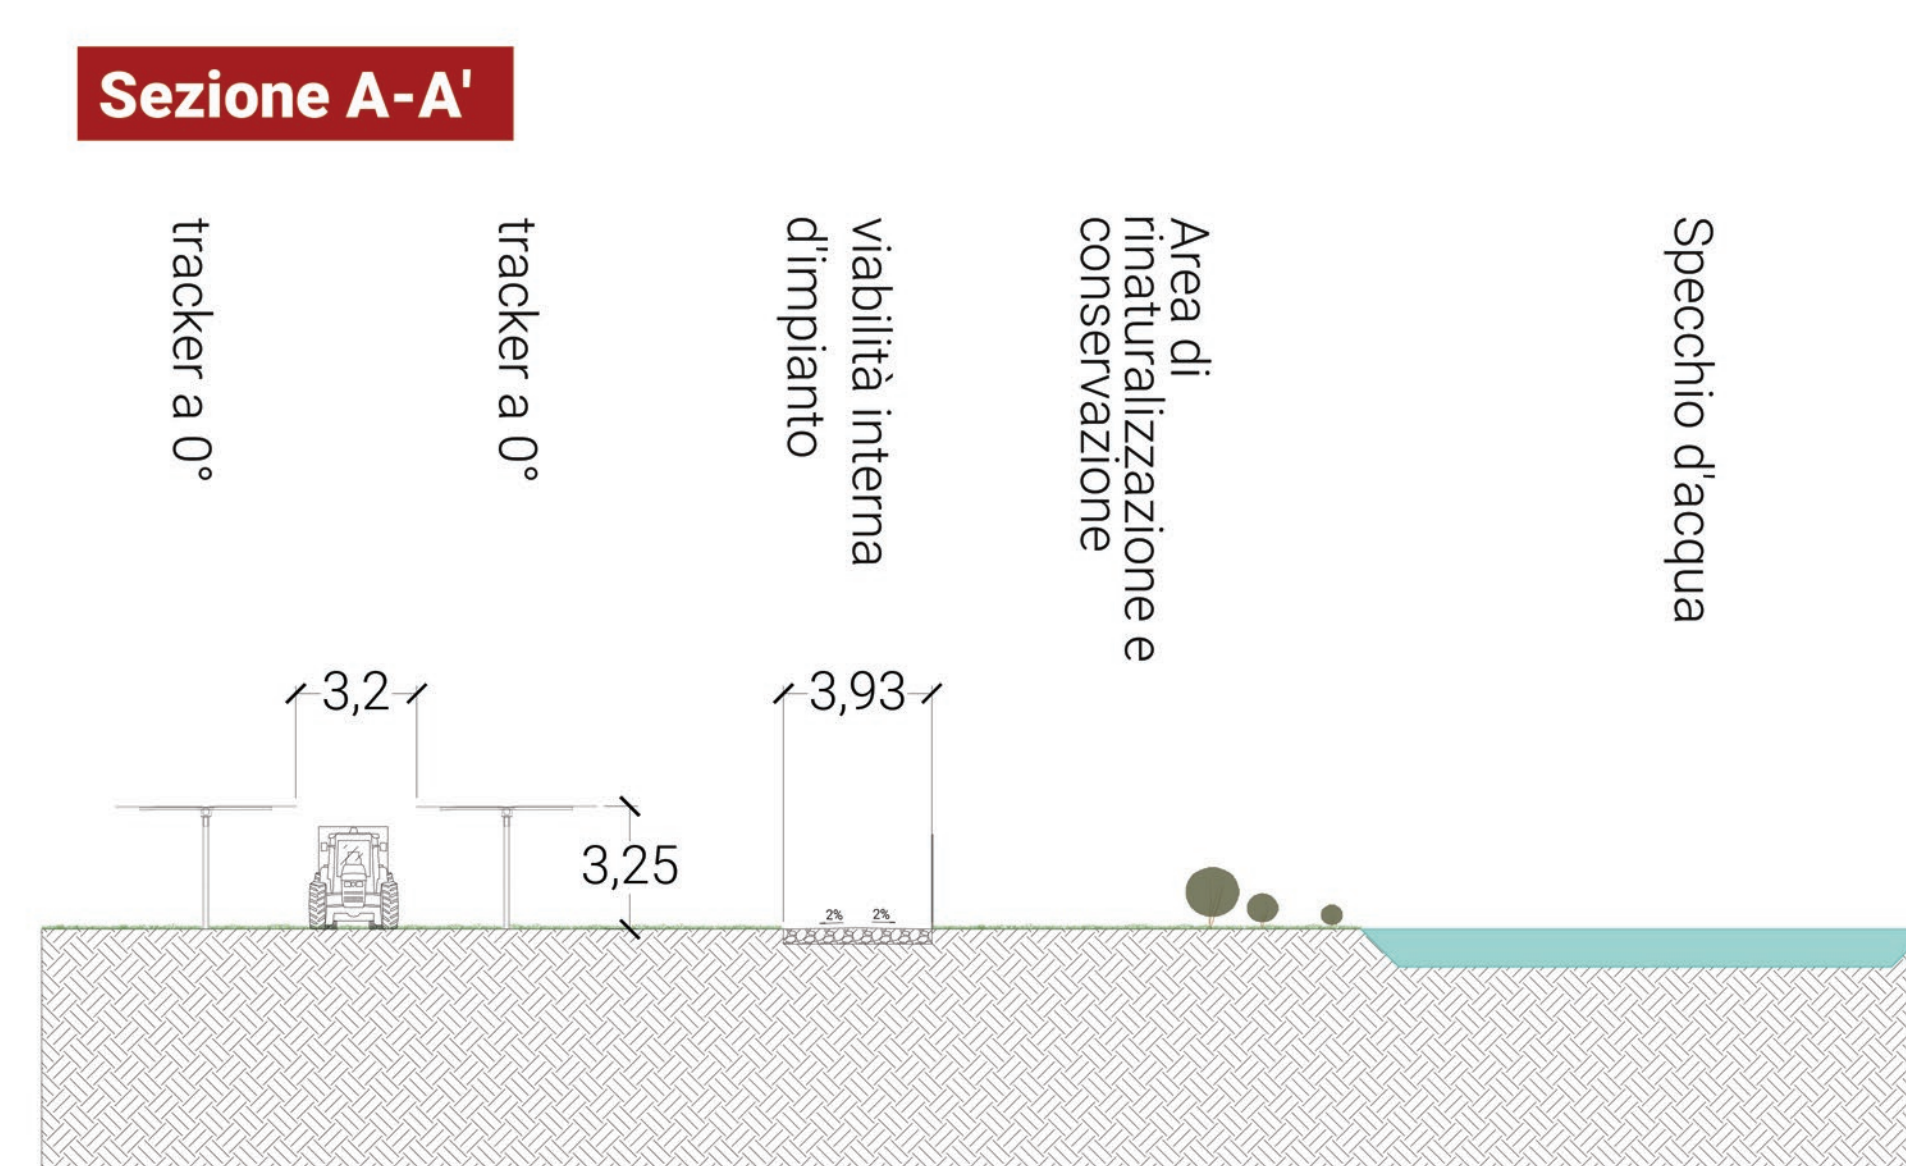 Sezione A-A'
tracker a 0°
tracker a 0°
viabilità interna
d'impianto
Area di
rinaturalizzazione e
conservazione
Specchio d'acqua
3,2
3,93
3,25
2%
2%